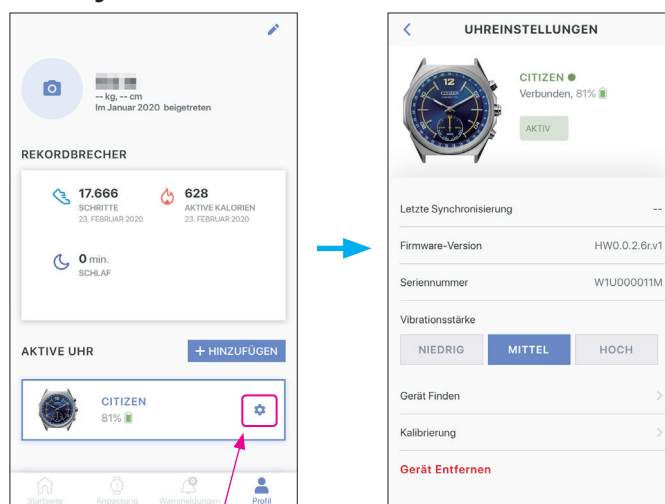 -- kg, -- cm
Im Januar 2020 beigetreten
REKORDBRECHER
17.666
SCHRITTE
23. FEBRUAR 2020
628
AKTIVE KALORIEN
23. FEBRUAR 2020
0 min.
SCHLAF
AKTIVE UHR
+ HINZUFÜGEN
CITIZEN
81%
Startseite
Anpassung
Warnmeldungen
Profil
UHREINSTELLUNGEN
12
CITIZEN
CITIZEN
Verbunden, 81%
AKTIV
Letzte Synchronisierung --
Firmware-Version HW0.0.2.6r.v1
Seriennummer W1U000011M
Vibrationsstärke
NIEDRIG MITTEL HOCH
Gerät Finden
Kalibrierung
Gerät Entfernen